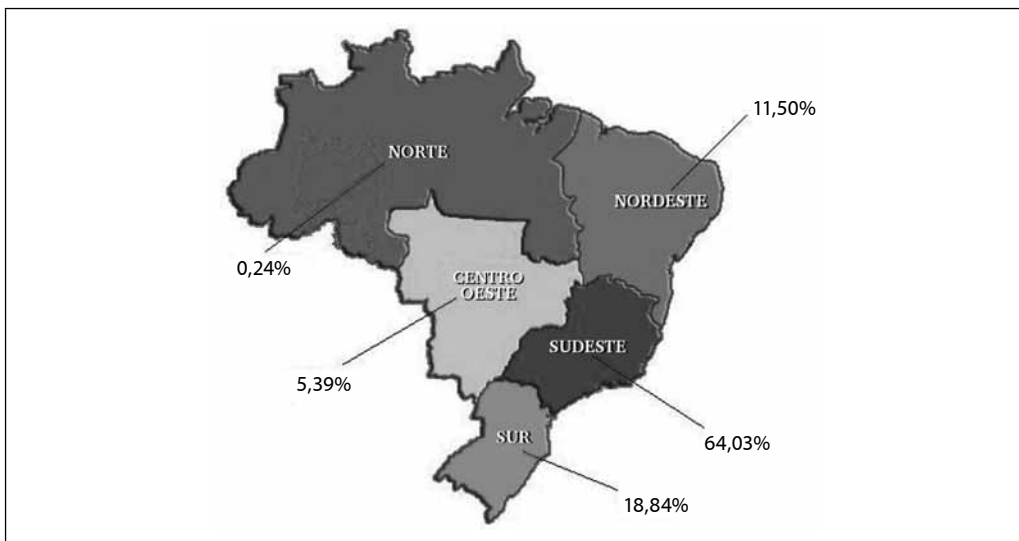 11,50%
NORTE
NORDESTE
0,24%
CENTRO
OESTE
SUDESTE
5,39%
SUR
64,03%
18,84%